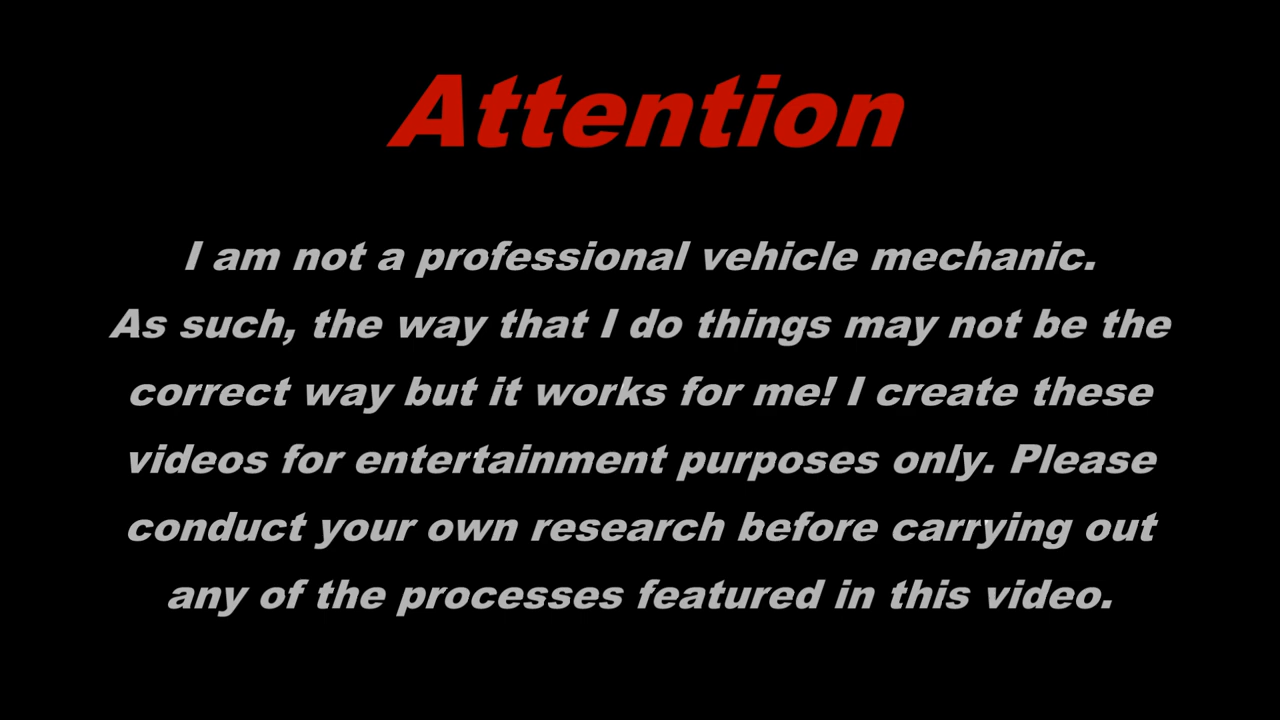 Attention
I am not a professional vehicle mechanic.
As such, the way that I do things may not be the
correct way but it works for me! I create these
videos for entertainment purposes only. Please
conduct your own research before carrying out
any of the processes featured in this video.